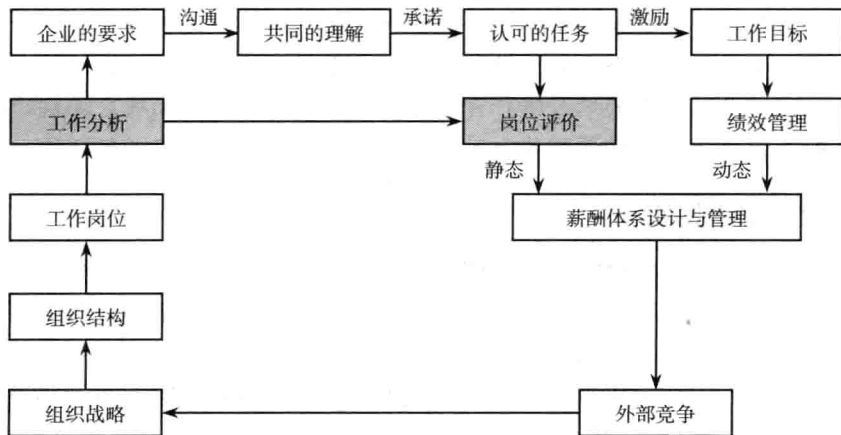 企业的要求 沟通 共同的理解 承诺 认可的任务 激励 工作目标
工作分析 岗位评价 绩效管理
静态 动态
工作岗位 薪酬体系设计与管理
组织结构
组织战略 外部竞争